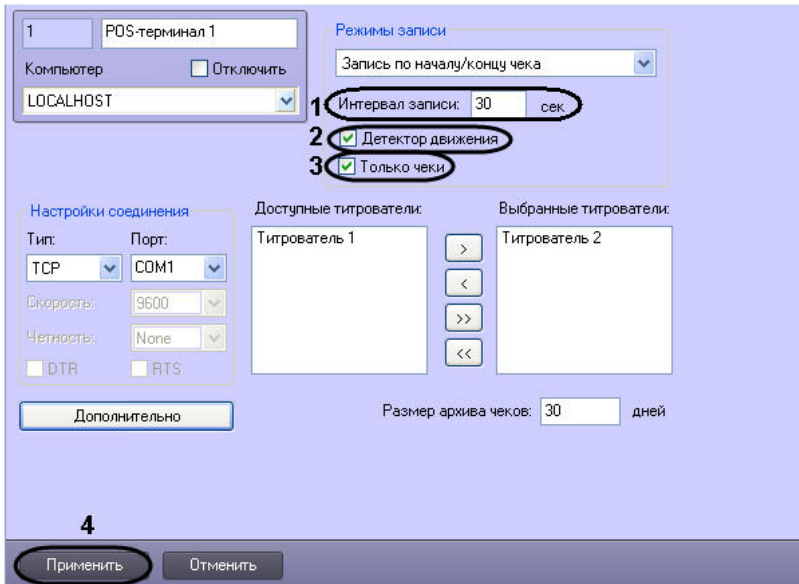 1 POS-терминал 1
Компьютер Отключить
LOCALHOST
Режимы записи
Запись по началу/концу чека
1 Интервал записи: 30 сек
2 Детектор движения
3 Только чеки
Настройки соединения
Тип: Порт:
TCP COM1
Скорость: 9600
Четность: None
DTR RTS
Доступные титрователи:
Титрователь 1
>
<
>>
<<
Выбранные титрователи:
Титрователь 2
Дополнительно
Размер архива чеков: 30 дней
4
Применить Отменить